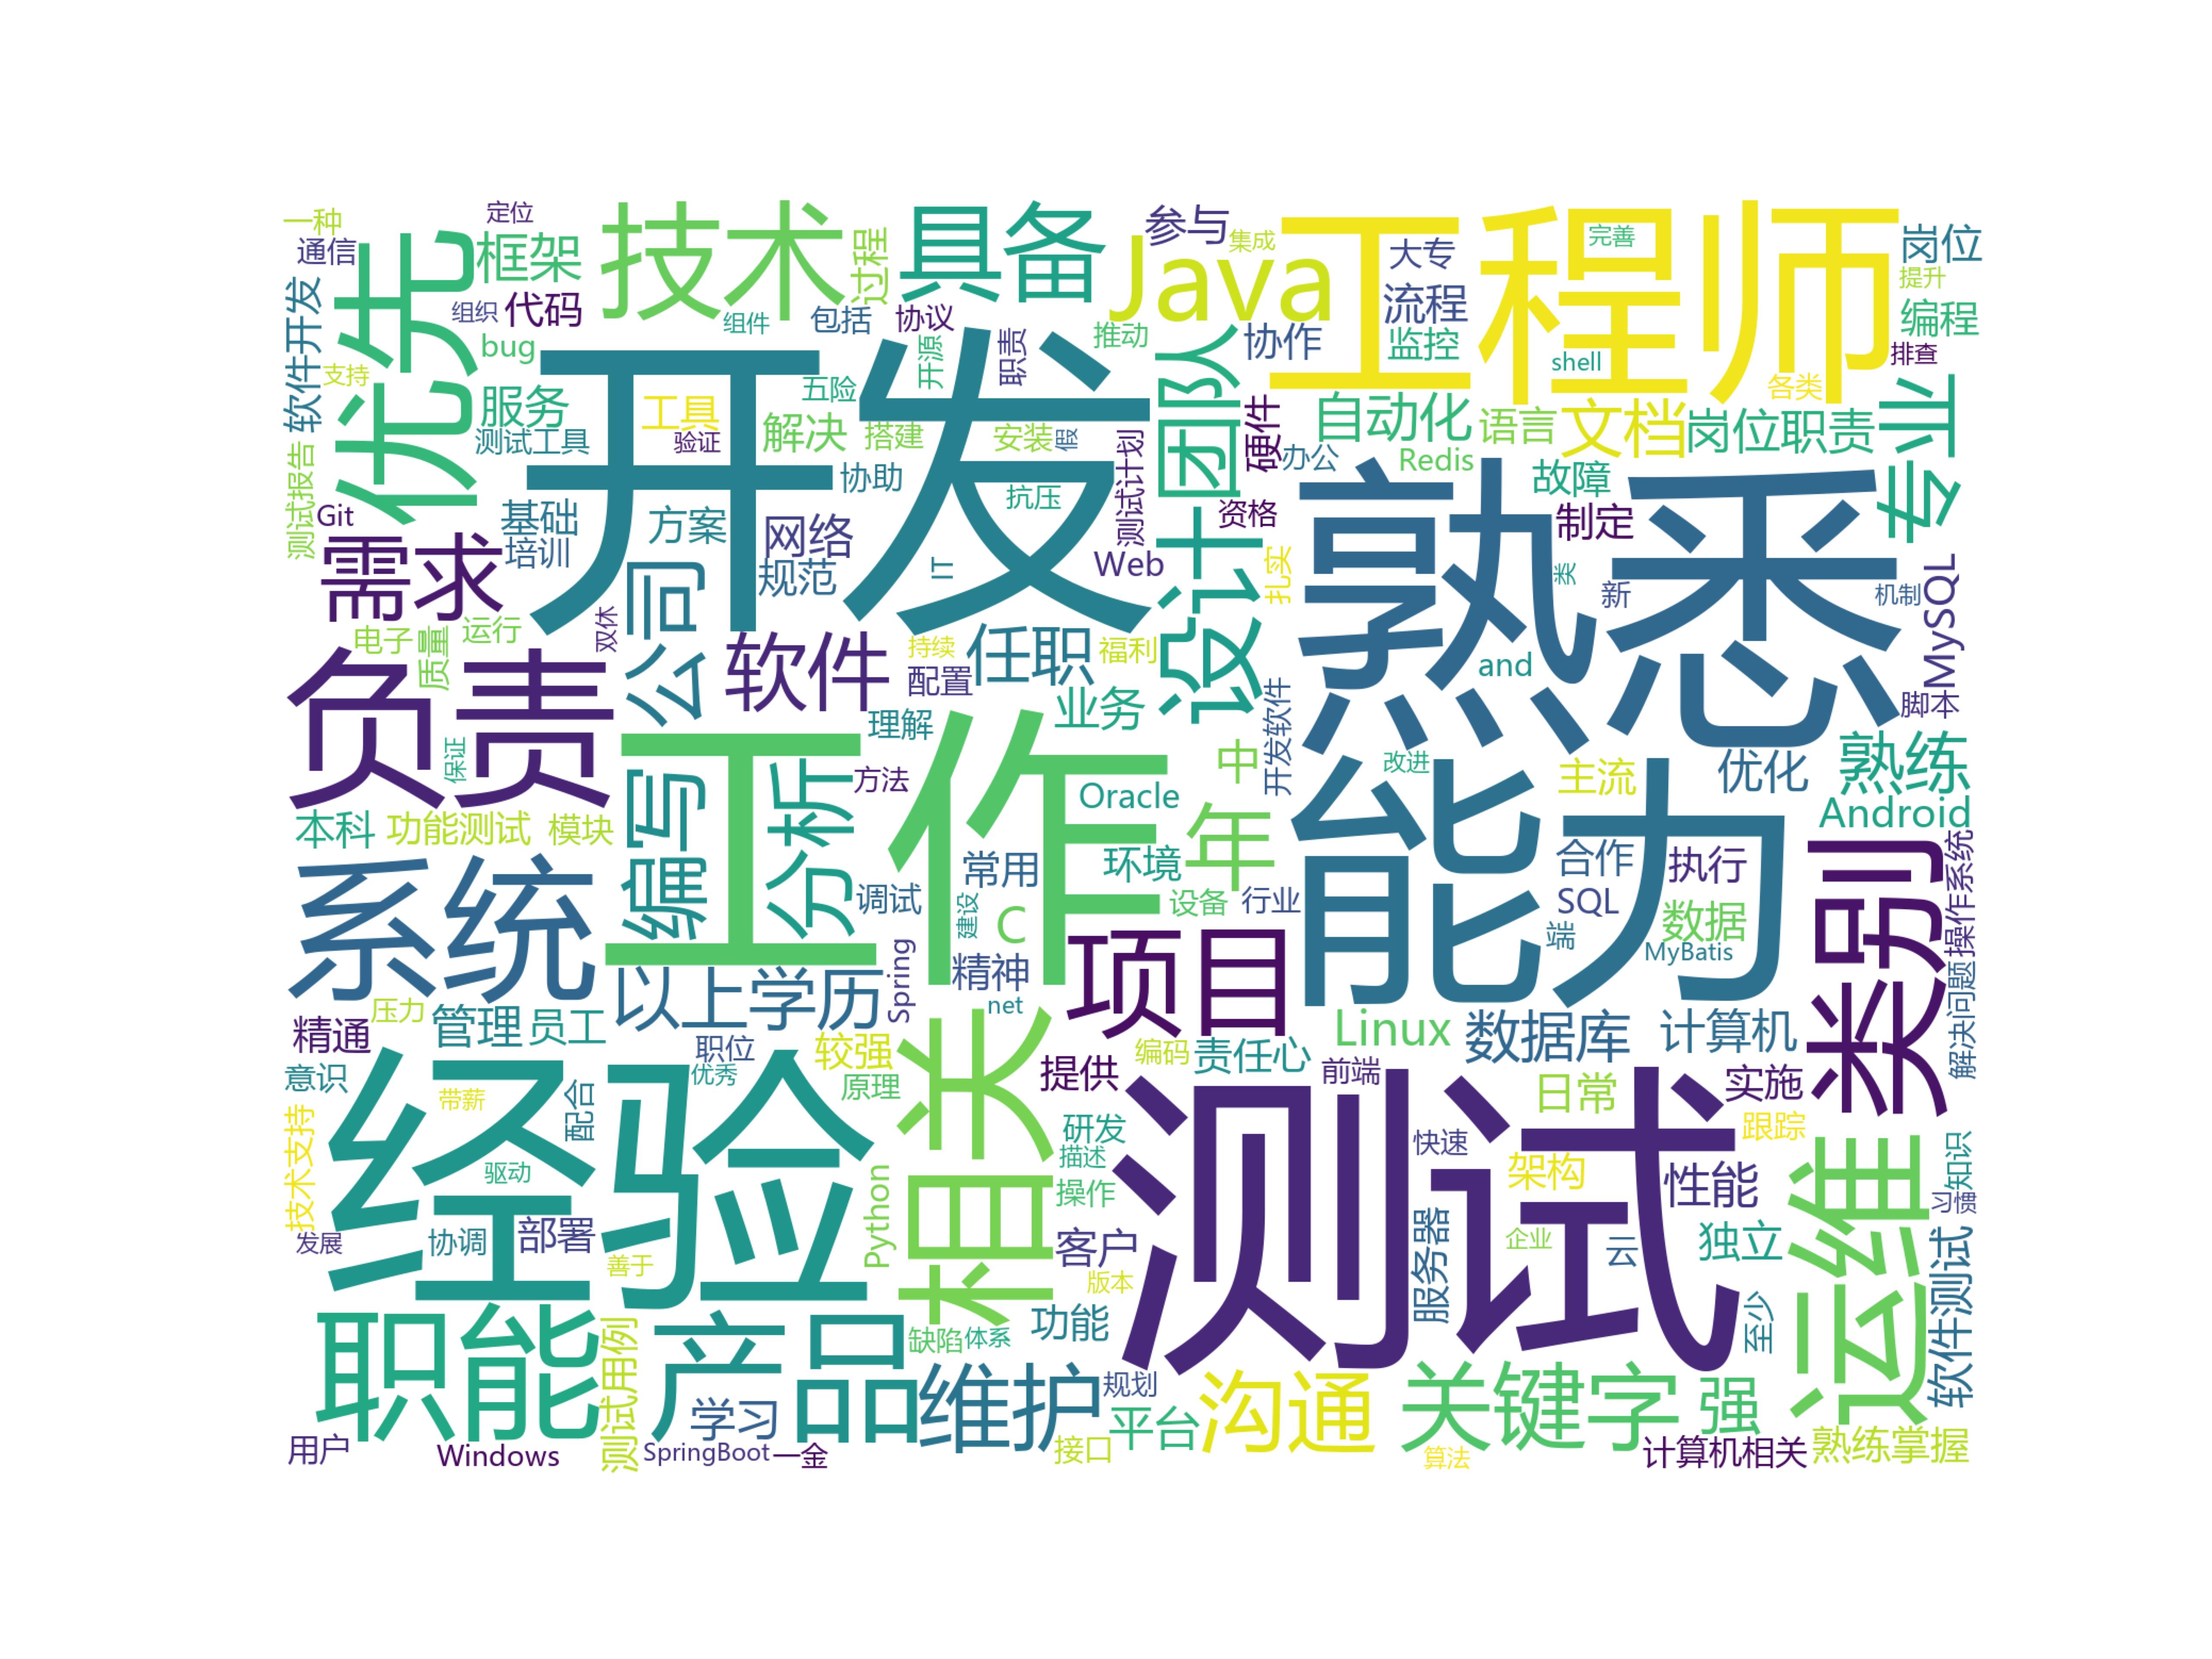 一种
定位
通信
优先
框架
技术
过程
具备
参与
集成
Java
大专
工程师
完善
岗位
提升
软件开发
组织
代码
组件
包括
协议
推动
协作
流程
监控
编程
bug
开发
开源
职责
团队
shell
排查
支持
服务
工具
五险
解决
搭建
安装
假
硬件
自动化
语言
文档
各类
岗位职责
专业
测试工具
验证
测试报告
协助
抗压
测试计划
办公
Redis
故障
熟悉
Git
基础
方案
网络
资格
制定
需求
培训
规范
IT
Web
设计
扎实
类
新
机制
MySQL
公司
双休
电子
运行
质量
软件
持续
任职
福利
and
配置
负责
业务
开发软件
脚本
理解
工作
保证
编写
分析
方法
中
改进
主流
优化
熟练
Oracle
能力
Android
本科
功能测试
模块
年
环境
常用
合作
执行
类别
操作系统
系统
调试
建设
C
设备
行业
SQL
数据
端
MyBatis
以上学历
Spring
精神
项目
net
解决问题
精通
压力
管理
员工
相关
Linux
数据库
计算机
职位
较强
提供
编码
责任心
前端
意识
优秀
原理
日常
实施
经验
带薪
配合
测试
跟踪
技术支持
研发
快速
运维
知识
描述
驱动
Python
操作
架构
性能
习惯
发展
协调
部署
善于
客户
服务器
企业
云
独立
软件测试
版本
职能
测试用例
产品
缺陷
体系
功能
至少
维护
规划
沟通
关键字
强
学习
平台
用户
Windows
SpringBoot
一金
接口
算法
计算机相关
熟练掌握